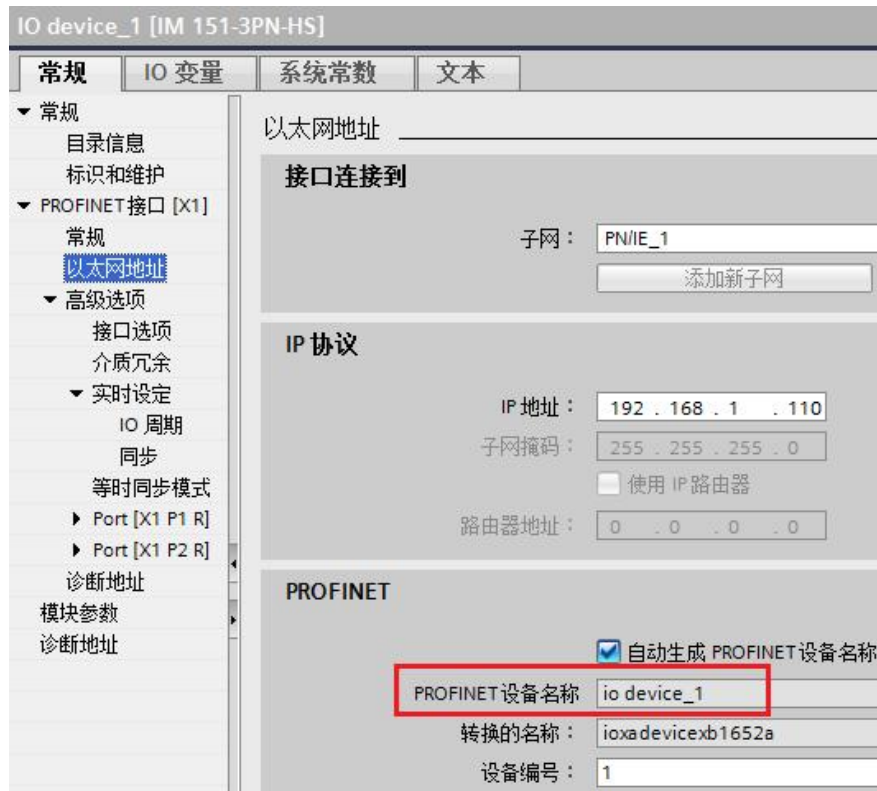 IO device_1 [IM 151-3PN-HS]
常规 IO 变量 系统常数 文本
常规
目录信息
标识和维护
PROFINET接口 [X1]
常规
以太网地址
高级选项
接口选项
介质冗余
实时设定
IO 周期
同步
等时同步模式
Port [X1 P1 R]
Port [X1 P2 R]
诊断地址
模块参数
诊断地址
以太网地址
接口连接到
子网： PN/IE_1
添加新子网
IP 协议
IP 地址： 192 . 168 . 1 . 110
子网掩码： 255 . 255 . 255 . 0
使用 IP 路由器
路由器地址： 0 . 0 . 0 . 0
PROFINET
自动生成 PROFINET 设备名称
PROFINET设备名称 io device_1
转换的名称： ioxadevicexb1652a
设备编号： 1